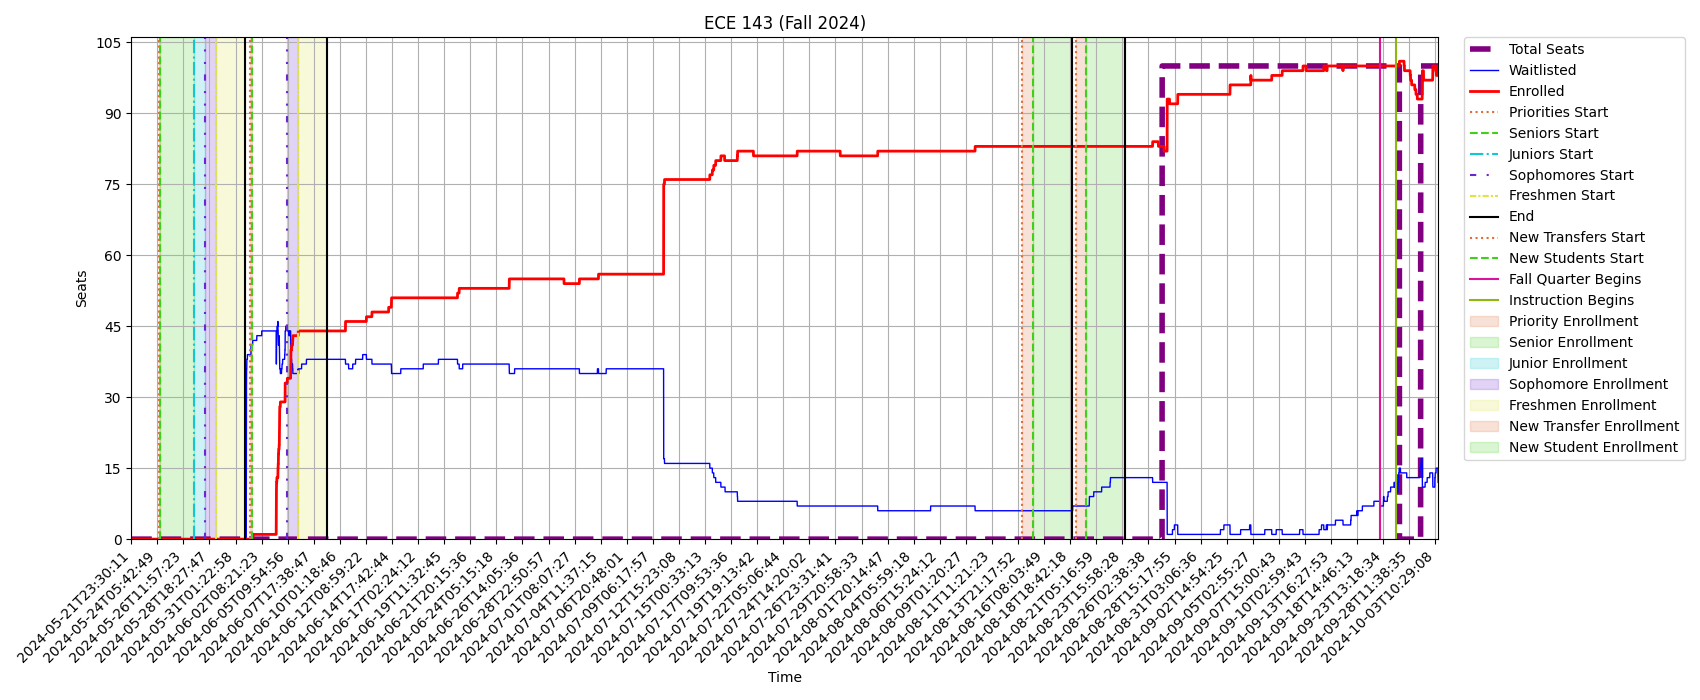 ECE 143 (Fall 2024)
Seats
105
90
75
60
45
30
15
0
2024-05-21T23:30:11
2024-05-24T05:42:49
2024-05-26T11:57:23
2024-05-28T18:27:47
2024-05-31T01:22:58
2024-06-02T08:21:23
2024-06-05T09:54:56
2024-06-07T17:38:47
2024-06-10T01:18:46
2024-06-12T08:59:22
2024-06-14T17:42:44
2024-06-17T02:24:12
2024-06-19T11:32:45
2024-06-21T20:15:36
2024-06-24T05:15:18
2024-06-26T14:05:36
2024-06-28T22:50:57
2024-07-01T08:07:27
2024-07-04T11:37:15
2024-07-06T20:48:01
2024-07-09T06:17:57
2024-07-12T15:23:08
2024-07-15T00:33:13
2024-07-17T09:53:36
2024-07-19T19:13:42
2024-07-22T05:06:44
2024-07-24T14:20:02
2024-07-26T23:31:41
2024-07-29T20:58:33
2024-08-01T20:14:47
2024-08-04T05:59:18
2024-08-06T15:24:12
2024-08-09T01:20:27
2024-08-11T11:21:23
2024-08-13T21:17:52
2024-08-16T08:03:49
2024-08-18T18:42:18
2024-08-21T05:16:59
2024-08-23T15:58:28
2024-08-26T02:38:38
2024-08-28T15:17:55
2024-08-31T03:06:36
2024-09-02T14:54:25
2024-09-05T02:55:27
2024-09-07T15:00:43
2024-09-10T02:59:43
2024-09-13T16:27:53
2024-09-18T14:46:13
2024-09-23T13:18:34
2024-09-28T11:38:35
2024-10-03T10:29:08
Time
Total Seats
Waitlisted
Enrolled
Priorities Start
Seniors Start
Juniors Start
Sophomores Start
Freshmen Start
End
New Transfers Start
New Students Start
Fall Quarter Begins
Instruction Begins
Priority Enrollment
Senior Enrollment
Junior Enrollment
Sophomore Enrollment
Freshmen Enrollment
New Transfer Enrollment
New Student Enrollment